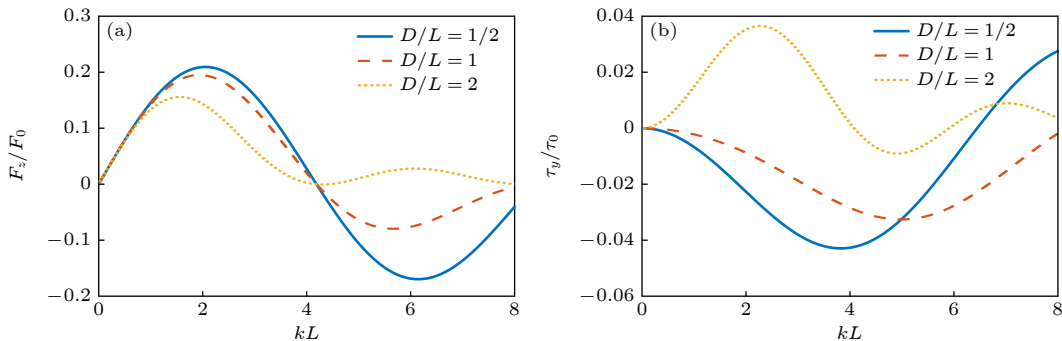 (a)
D/L = 1/2
D/L = 1
D/L = 2
0.3
0.2
0.1
0
−0.1
−0.2
F_z/F_0
0 2 4 6 8
kL
(b)
D/L = 1/2
D/L = 1
D/L = 2
0.04
0.02
0
−0.02
−0.04
0.06
τ_y/τ_0
0 2 4 6 8
kL